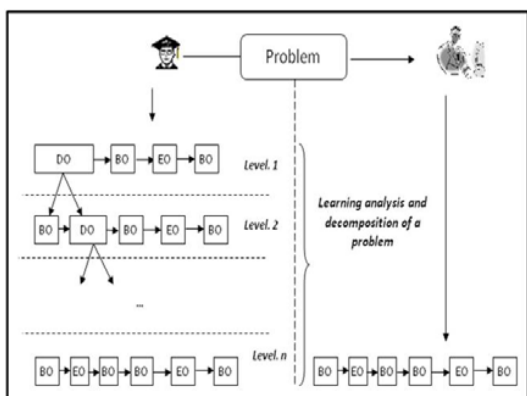 Problem
DO BO EO BO
Level. 1
BO DO BO EO BO
Level. 2
Learning analysis and
decomposition of a
problem
...
Level. n
BO EO BO BO EO BO
BO EO BO BO EO BO